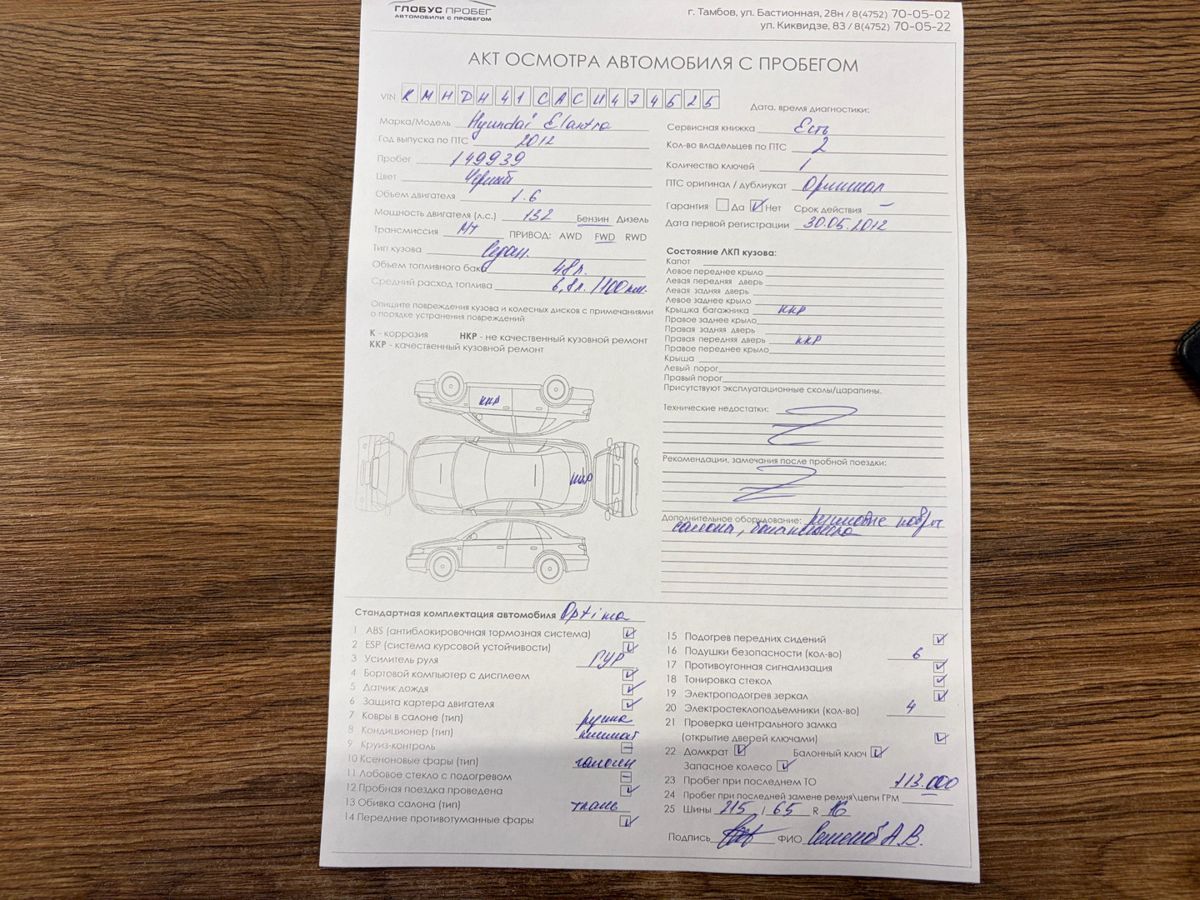 ГЛОБУС ПРОБЕГ
АВТОМОБИЛИ С ПРОБЕГОМ
г. Тамбов, ул. Бастионная, 28н / 8(4752) 70-05-02
ул. Киквидзе, 83 / 8(4752) 70-05-22
АКТ ОСМОТРА АВТОМОБИЛЯ С ПРОБЕГОМ
VIN
Дата, время диагностики:
Марка/Модель Hyundai Elantra
Год выпуска по ПТС 2012
Пробег 149939
Цвет Черный
Объем двигателя 1.6
Мощность двигателя (л.с.) 132 Бензин Дизель
Трансмиссия МТ ПРИВОД: AWD FWD RWD
Тип кузова Седан.
Объем топливного бака 48л.
Средний расход топлива 6,8л./100км.
Опишите повреждения кузова и колесных дисков с примечаниями
о порядке устранения повреждений
К - коррозия НКР - не качественный кузовной ремонт
ККР - качественный кузовной ремонт
ККР
ККР
Сервисная книжка Есть
Кол-во владельцев по ПТС 2
Количество ключей 1
ПТС оригинал / дубликат Оригинал
Гарантия Да Нет Срок действия –
Дата первой регистрации 30.05.2012
Состояние ЛКП кузова:
Капот
Левое переднее крыло
Левая передняя дверь
Левая задняя дверь
Левое заднее крыло
Крышка багажника ККР
Правое заднее крыло
Правая задняя дверь
Правая передняя дверь ККР
Правое переднее крыло
Крыша
Левый порог
Правый порог
Присутствуют эксплуатационные сколы/царапины.
Технические недостатки:
Рекомендации, замечания после пробной поездки:
Дополнительное оборудование:
салона,
Стандартная комплектация автомобиля Optima
1 ABS (антиблокировочная тормозная система)
2 ESP (система курсовой устойчивости)
3 Усилитель руля ГУР
4 Бортовой компьютер с дисплеем
5 Датчик дождя
6 Защита картера двигателя
7 Ковры в салоне (тип) резина
8 Кондиционер (тип) климат
9 Круиз-контроль –
10 Ксеноновые фары (тип) галоген
11 Лобовое стекло с подогревом –
12 Пробная поездка проведена
13 Обивка салона (тип) ткань
14 Передние противотуманные фары
15 Подогрев передних сидений
16 Подушки безопасности (кол-во) 6
17 Противоугонная сигнализация
18 Тонировка стекол
19 Электроподогрев зеркал
20 Электростеклоподъемники (кол-во) 4
21 Проверка центрального замка
(открытие дверей ключами)
22 Домкрат Балонный ключ
Запасное колесо
23 Пробег при последнем ТО 113.000
24 Пробег при последней замене ремня\цепи ГРМ
25 Шины 215 / 65 R 16
Подпись ФИО Семенов А.В.